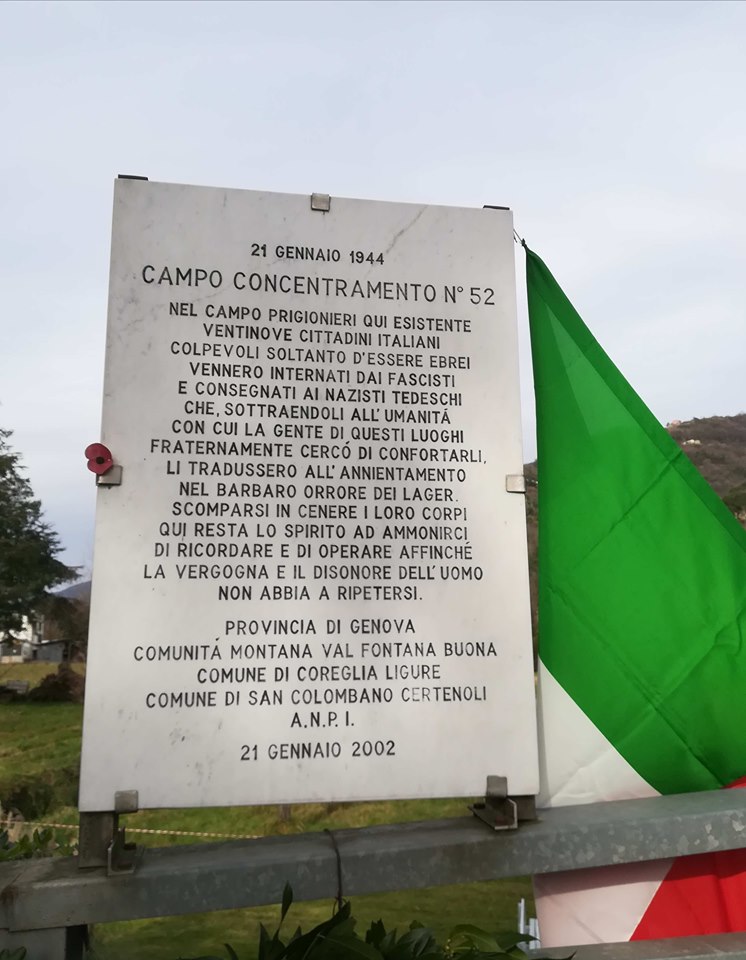 21 GENNAIO 1944
CAMPO CONCENTRAMENTO N° 52
NEL CAMPO PRIGIONIERI QUI ESISTENTE
VENTINOVE CITTADINI ITALIANI
COLPEVOLI SOLTANTO D'ESSERE EBREI
VENNERO INTERNATI DAI FASCISTI
E CONSEGNATI AI NAZISTI TEDESCHI
CHE, SOTTRAENDOLI ALL'UMANITÁ
CON CUI LA GENTE DI QUESTI LUOGHI
FRATERNAMENTE CERCÓ DI CONFORTARLI,
LI TRADUSSERO ALL'ANNIENTAMENTO
NEL BARBARO ORRORE DEI LAGER.
SCOMPARSI IN CENERE I LORO CORPI
QUI RESTA LO SPIRITO AD AMMONIRCI
DI RICORDARE E DI OPERARE AFFINCHÉ
LA VERGOGNA E IL DISONORE DELL'UOMO
NON ABBIA A RIPETERSI.
PROVINCIA DI GENOVA
COMUNITÁ MONTANA VAL FONTANA BUONA
COMUNE DI COREGLIA LIGURE
COMUNE DI SAN COLOMBANO CERTENOLI
A.N.P.I.
21 GENNAIO 2002